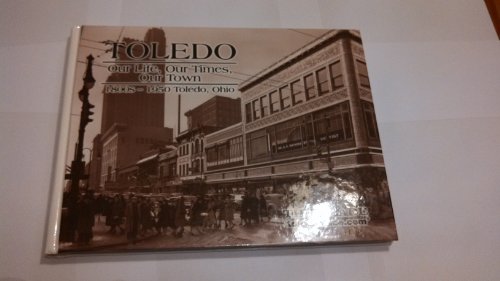 TOLEDO
Our Life, Our Times,
Our Town
1800s - 1950 Toledo, Ohio